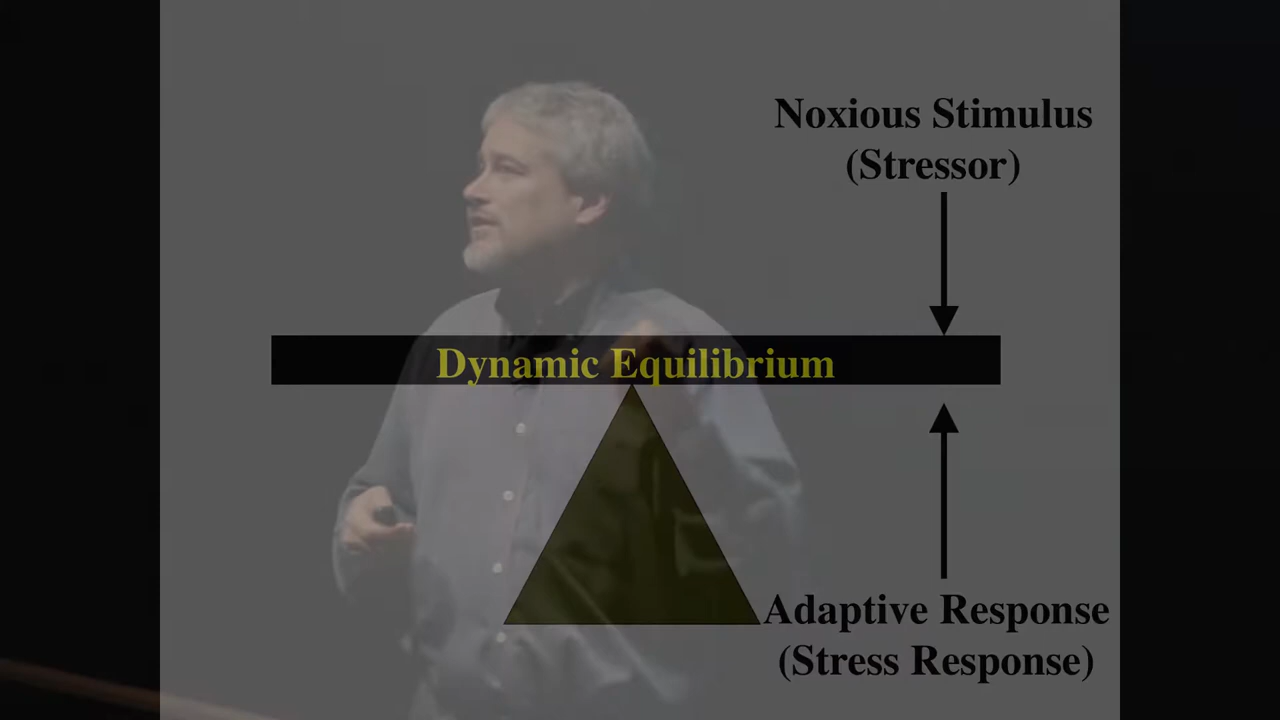 Noxious Stimulus
(Stressor)
Dynamic Equilibrium
Adaptive Response
(Stress Response)